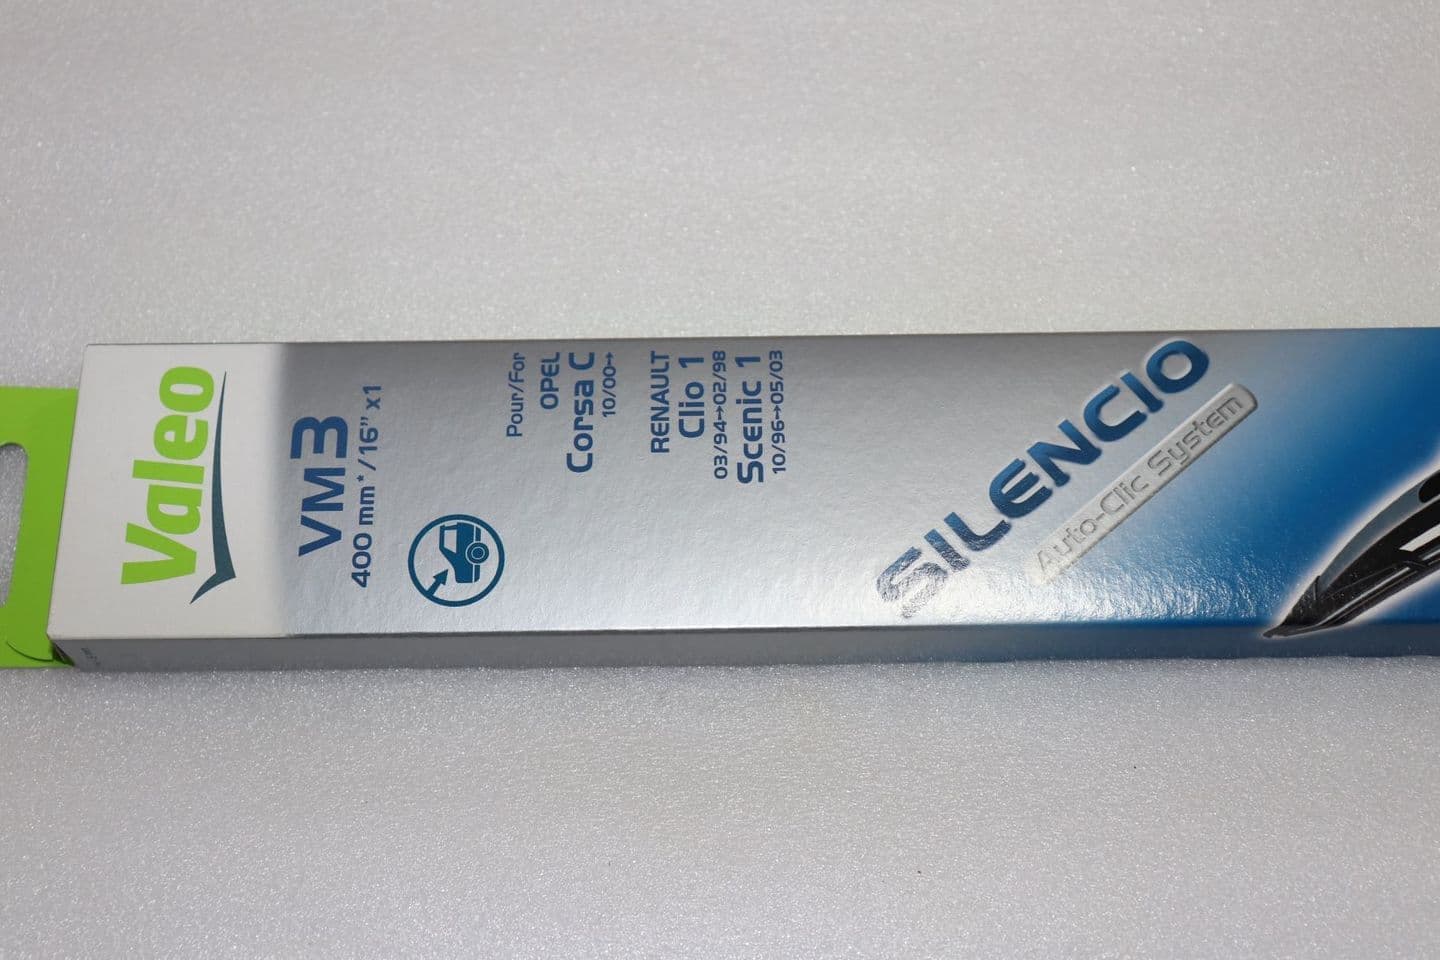 Valeo
VM3
400 mm* / 16" x1
Pour/For
OPEL
Corsa C
10/00→
RENAULT
Clio 1
03/94→02/98
Scenic 1
10/96→05/03
SILENCIO
Auto-Clic System